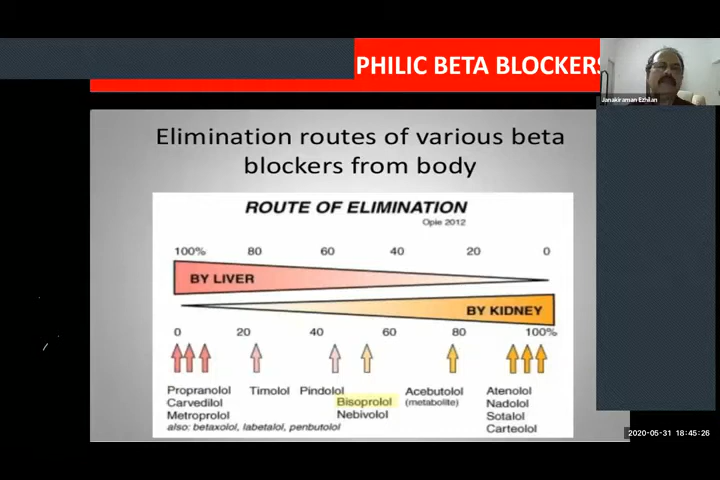 PHILIC BETA BLOCKERS
Janakiraman Ezhilan
Elimination routes of various beta
blockers from body
ROUTE OF ELIMINATION
Opie 2012
100% 80 60 40 20 0
BY LIVER
BY KIDNEY
0 20 40 60 80 100%
Propranolol Timolol Pindolol Acebutolol Atenolol
Carvedilol Bisoprolol (metabolite) Nadolol
Metroprolol Nebivolol Sotalol
also: betaxolol, labetalol, penbutolol Carteolol
2020-05-31 18:45:26